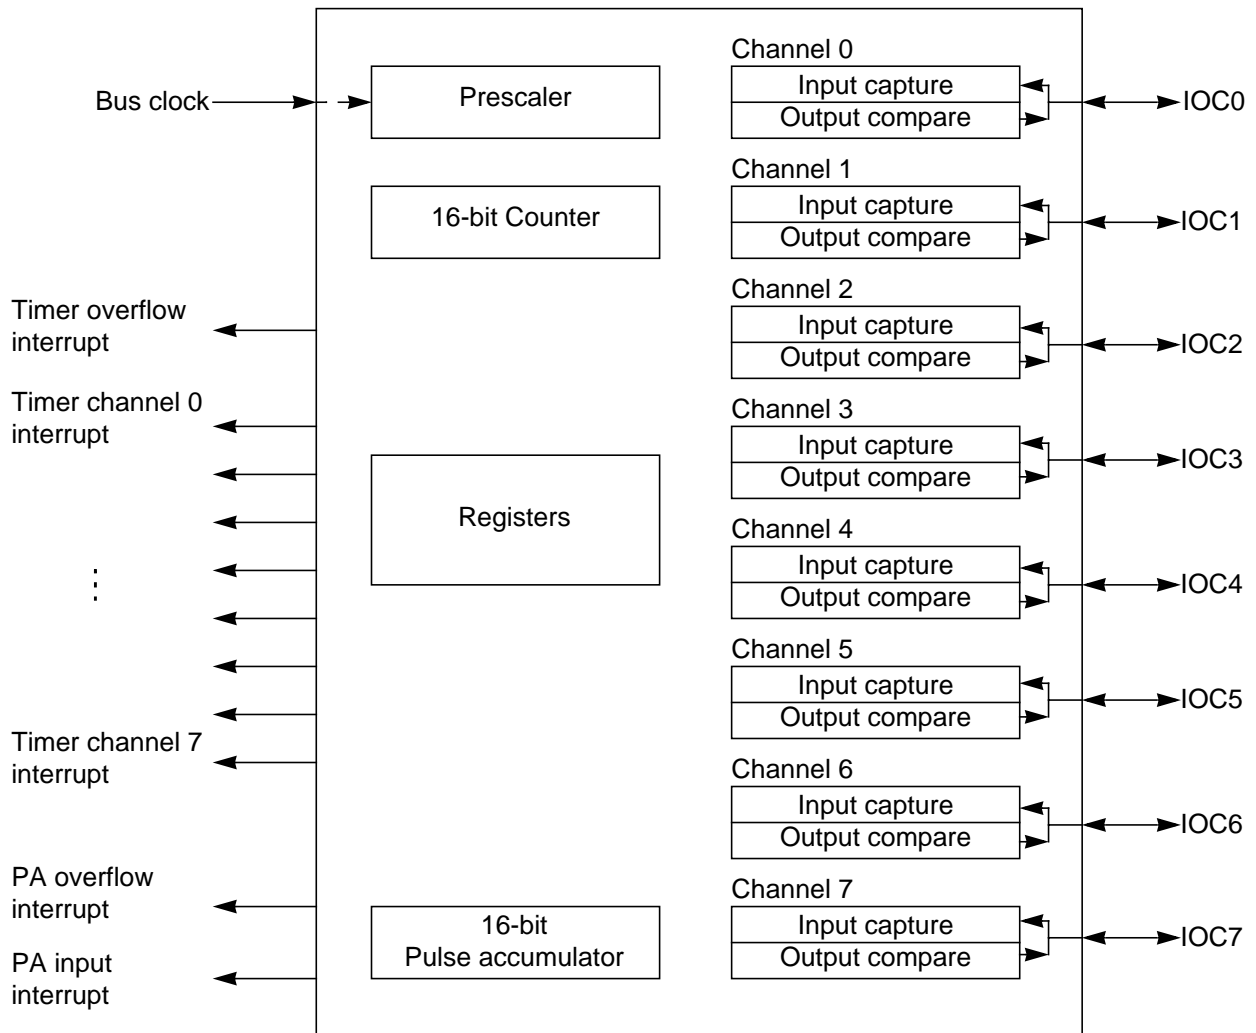 Channel 0
Bus clock
Prescaler
Input capture
Output compare
IOC0
Channel 1
16-bit Counter
Input capture
Output compare
IOC1
Timer overflow
interrupt
Channel 2
Input capture
Output compare
IOC2
Timer channel 0
interrupt
Channel 3
Input capture
Output compare
IOC3
Registers
Channel 4
Input capture
Output compare
IOC4
Channel 5
Input capture
Output compare
IOC5
Timer channel 7
interrupt
Channel 6
Input capture
Output compare
IOC6
PA overflow
interrupt
Channel 7
16-bit
Pulse accumulator
Input capture
Output compare
IOC7
PA input
interrupt